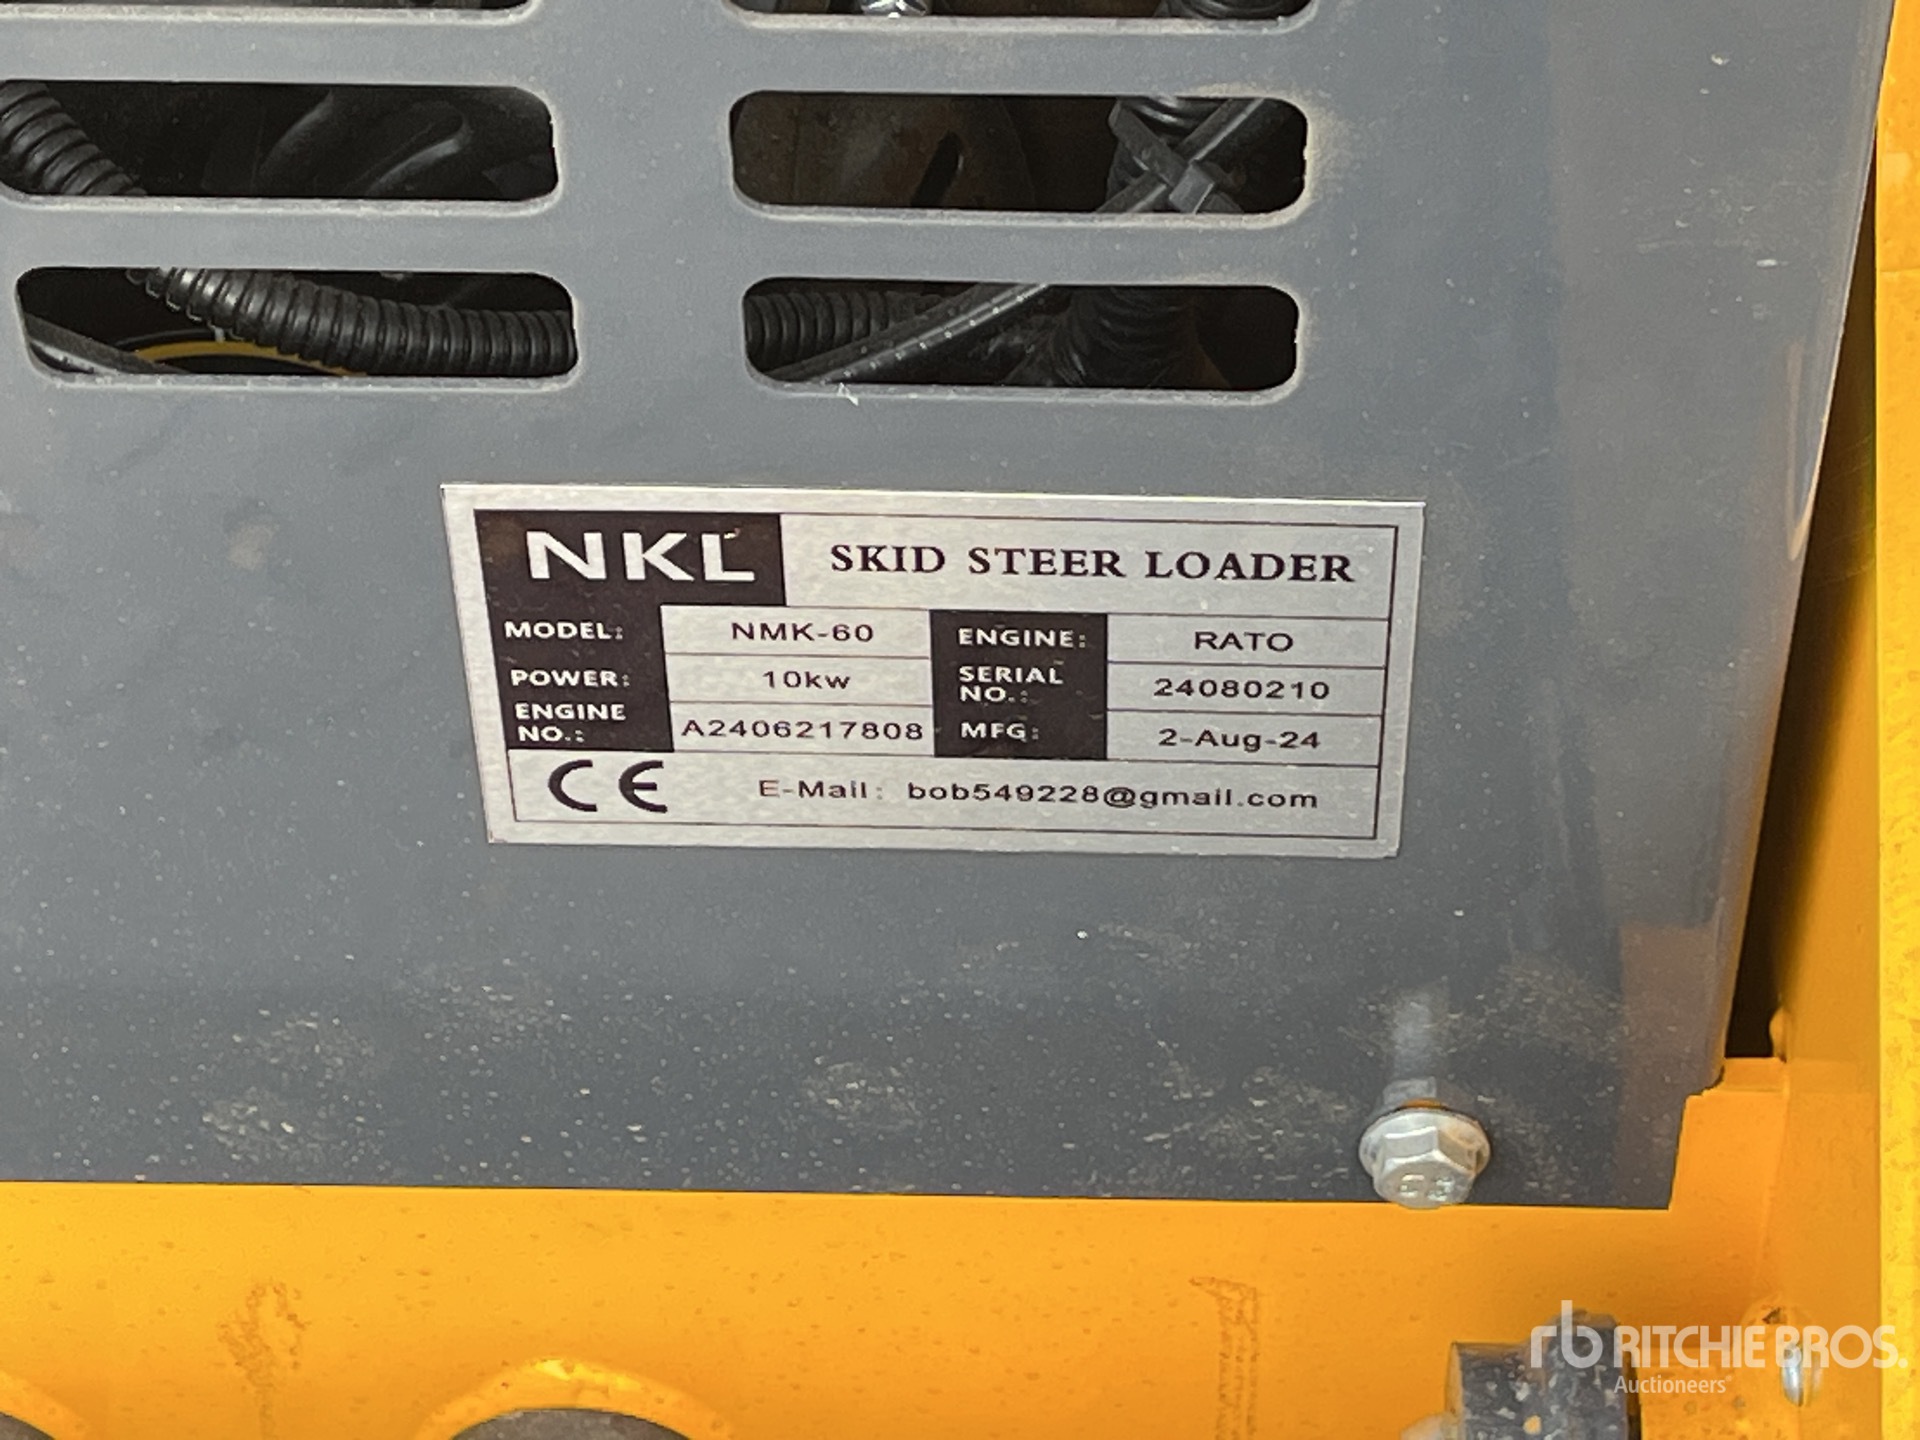 NKL SKID STEER LOADER
MODEL: NMK-60 ENGINE: RATO
POWER: 10kw SERIAL NO.: 24080210
ENGINE NO.: A2406217808 MFG: 2-Aug-24
CE E-Mail: bob549228@gmail.com
rb RITCHIE BROS.
Auctioneers